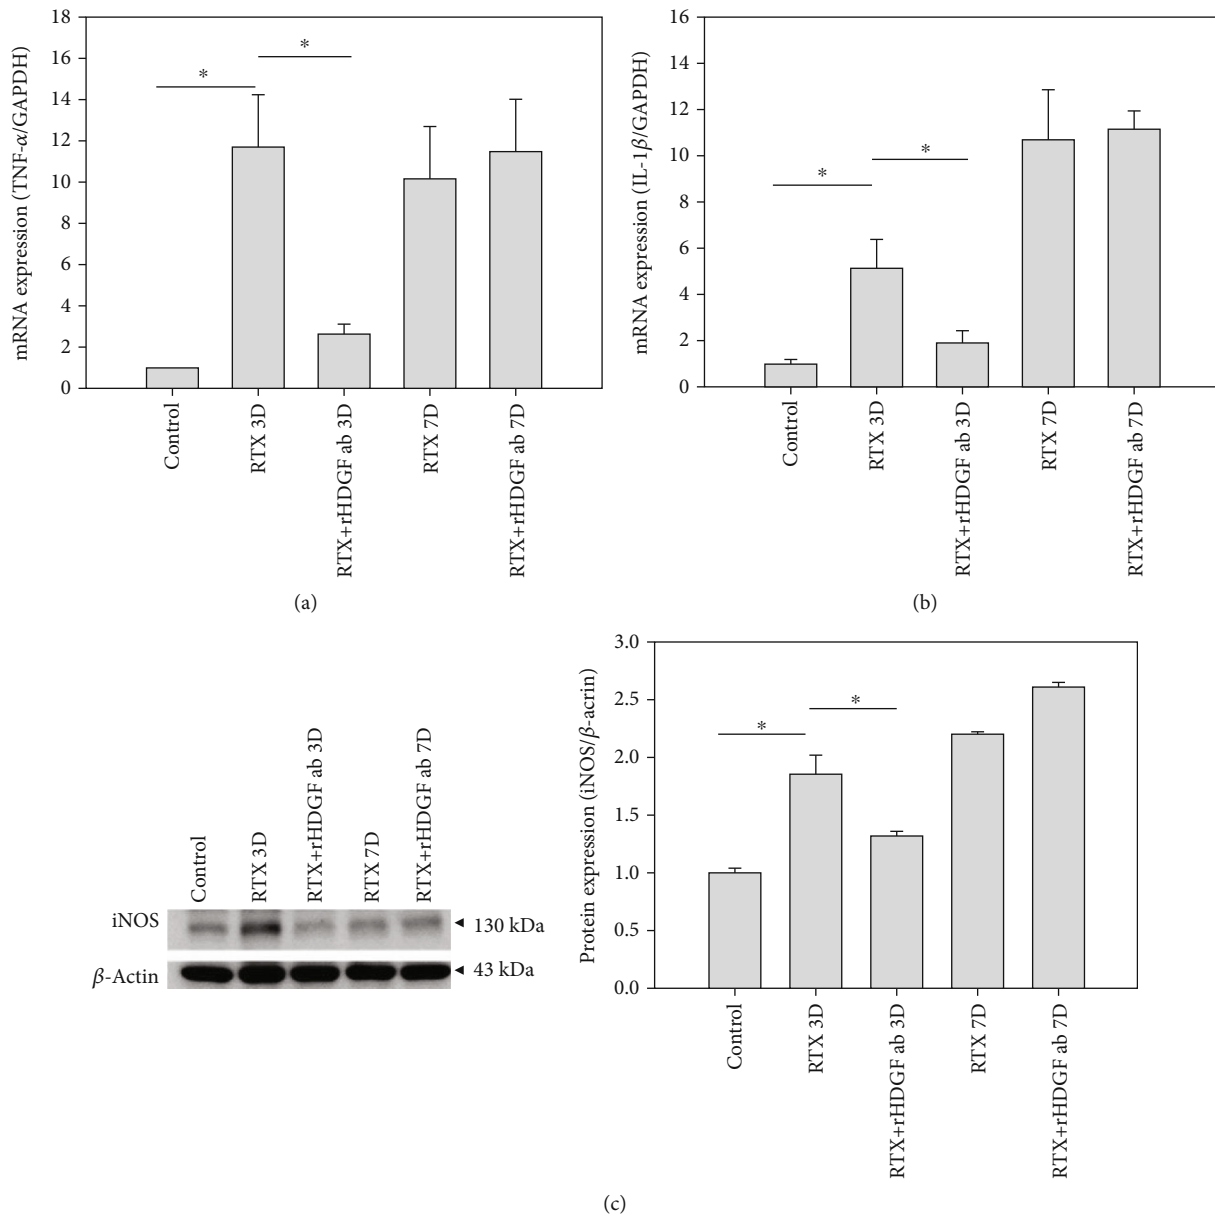 mRNA expression (TNF-α/GAPDH)
18
16
14
12
10
8
6
4
2
0
*
*
Control
RTX 3D
RTX+rHDGF ab 3D
RTX 7D
RTX+rHDGF ab 7D
(a)
mRNA expression (IL-1β/GAPDH)
16
14
12
10
8
6
4
2
0
*
*
Control
RTX 3D
RTX+rHDGF ab 3D
RTX 7D
RTX+rHDGF ab 7D
(b)
Control
RTX 3D
RTX+rHDGF ab 3D
RTX 7D
RTX+rHDGF ab 7D
iNOS
130 kDa
β-Actin
43 kDa
Protein expression (iNOS/β-acrin)
3.0
2.5
2.0
1.5
1.0
0.5
0.0
*
*
Control
RTX 3D
RTX+rHDGF ab 3D
RTX 7D
RTX+rHDGF ab 7D
(c)